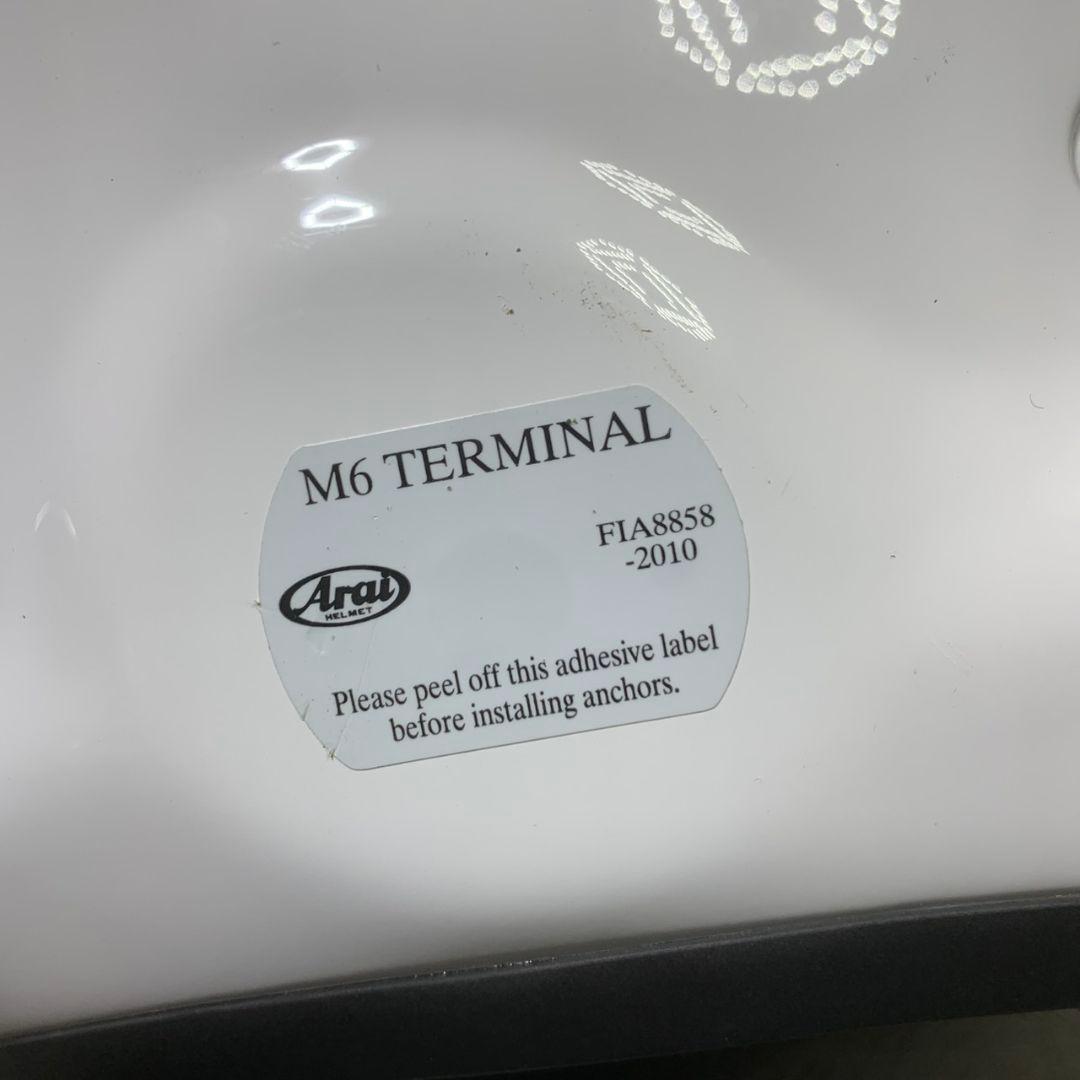 M6 TERMINAL
FIA8858
-2010
Arai
HELMET
Please peel off this adhesive label
before installing anchors.